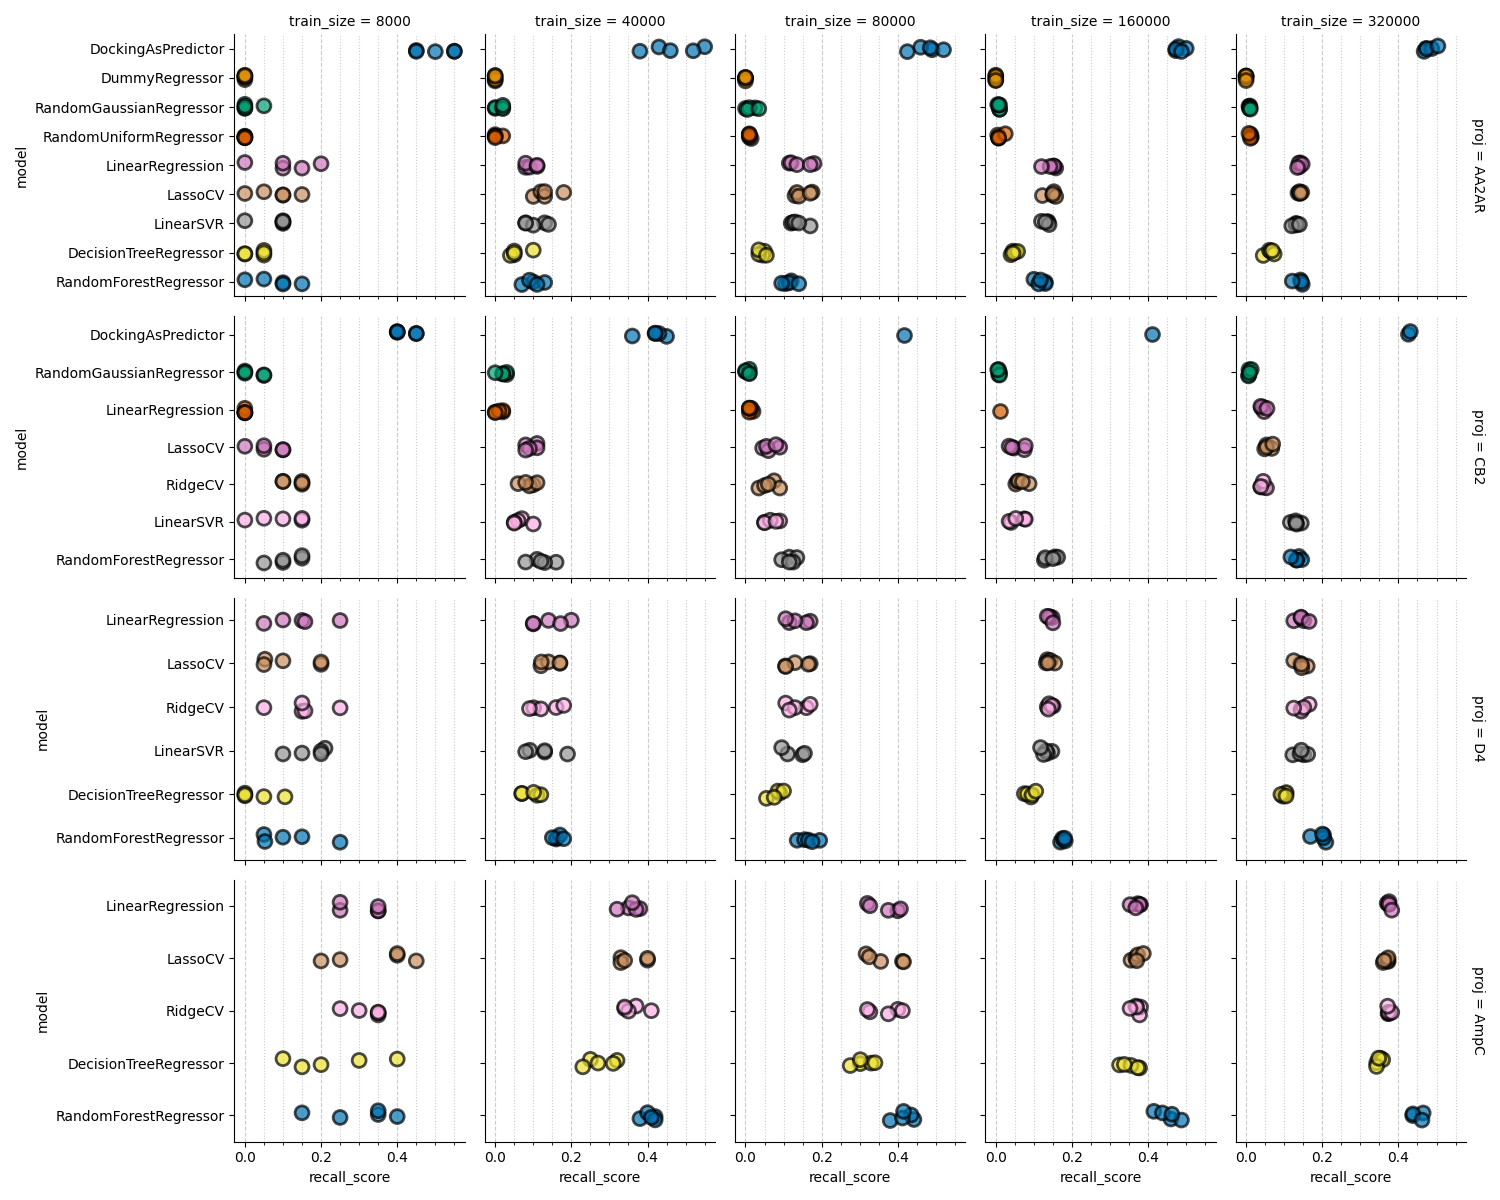 train_size = 8000
train_size = 40000
train_size = 80000
train_size = 160000
train_size = 320000
model
DockingAsPredictor
DummyRegressor
RandomGaussianRegressor
RandomUniformRegressor
LinearRegression
LassoCV
LinearSVR
DecisionTreeRegressor
RandomForestRegressor
proj = AA2AR
model
DockingAsPredictor
RandomGaussianRegressor
LinearRegression
LassoCV
RidgeCV
LinearSVR
RandomForestRegressor
proj = CB2
model
LinearRegression
LassoCV
RidgeCV
LinearSVR
DecisionTreeRegressor
RandomForestRegressor
proj = D4
model
LinearRegression
LassoCV
RidgeCV
DecisionTreeRegressor
RandomForestRegressor
proj = AmpC
0.0 0.2 0.4
0.0 0.2 0.4
0.0 0.2 0.4
0.0 0.2 0.4
0.0 0.2 0.4
recall_score
recall_score
recall_score
recall_score
recall_score